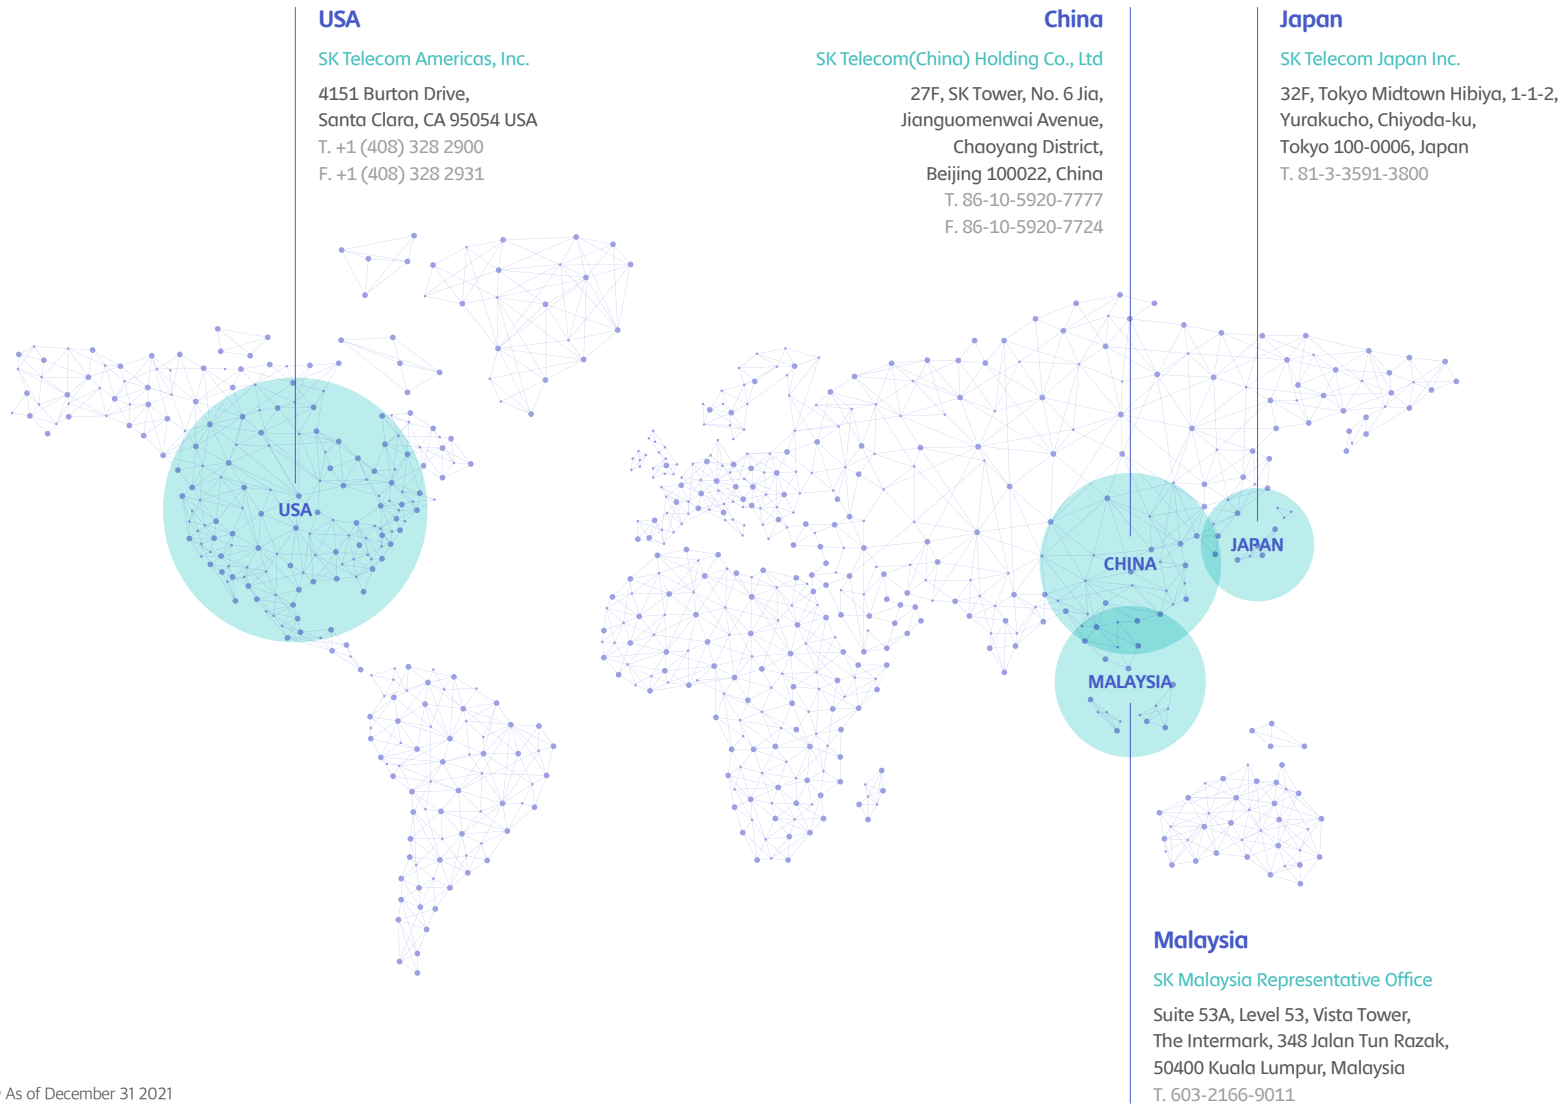 USA
SK Telecom Americas, Inc.
4151 Burton Drive,
Santa Clara, CA 95054 USA
T. +1 (408) 328 2900
F. +1 (408) 328 2931
China
SK Telecom(China) Holding Co., Ltd
27F, SK Tower, No. 6 Jia,
Jianguomenwai Avenue,
Chaoyang District,
Beijing 100022, China
T. 86-10-5920-7777
F. 86-10-5920-7724
Japan
SK Telecom Japan Inc.
32F, Tokyo Midtown Hibiya, 1-1-2,
Yurakucho, Chiyoda-ku,
Tokyo 100-0006, Japan
T. 81-3-3591-3800
USA
JAPAN
CHINA
MALAYSIA
Malaysia
SK Malaysia Representative Office
Suite 53A, Level 53, Vista Tower,
The Intermark, 348 Jalan Tun Razak,
50400 Kuala Lumpur, Malaysia
T. 603-2166-9011
As of December 31 2021